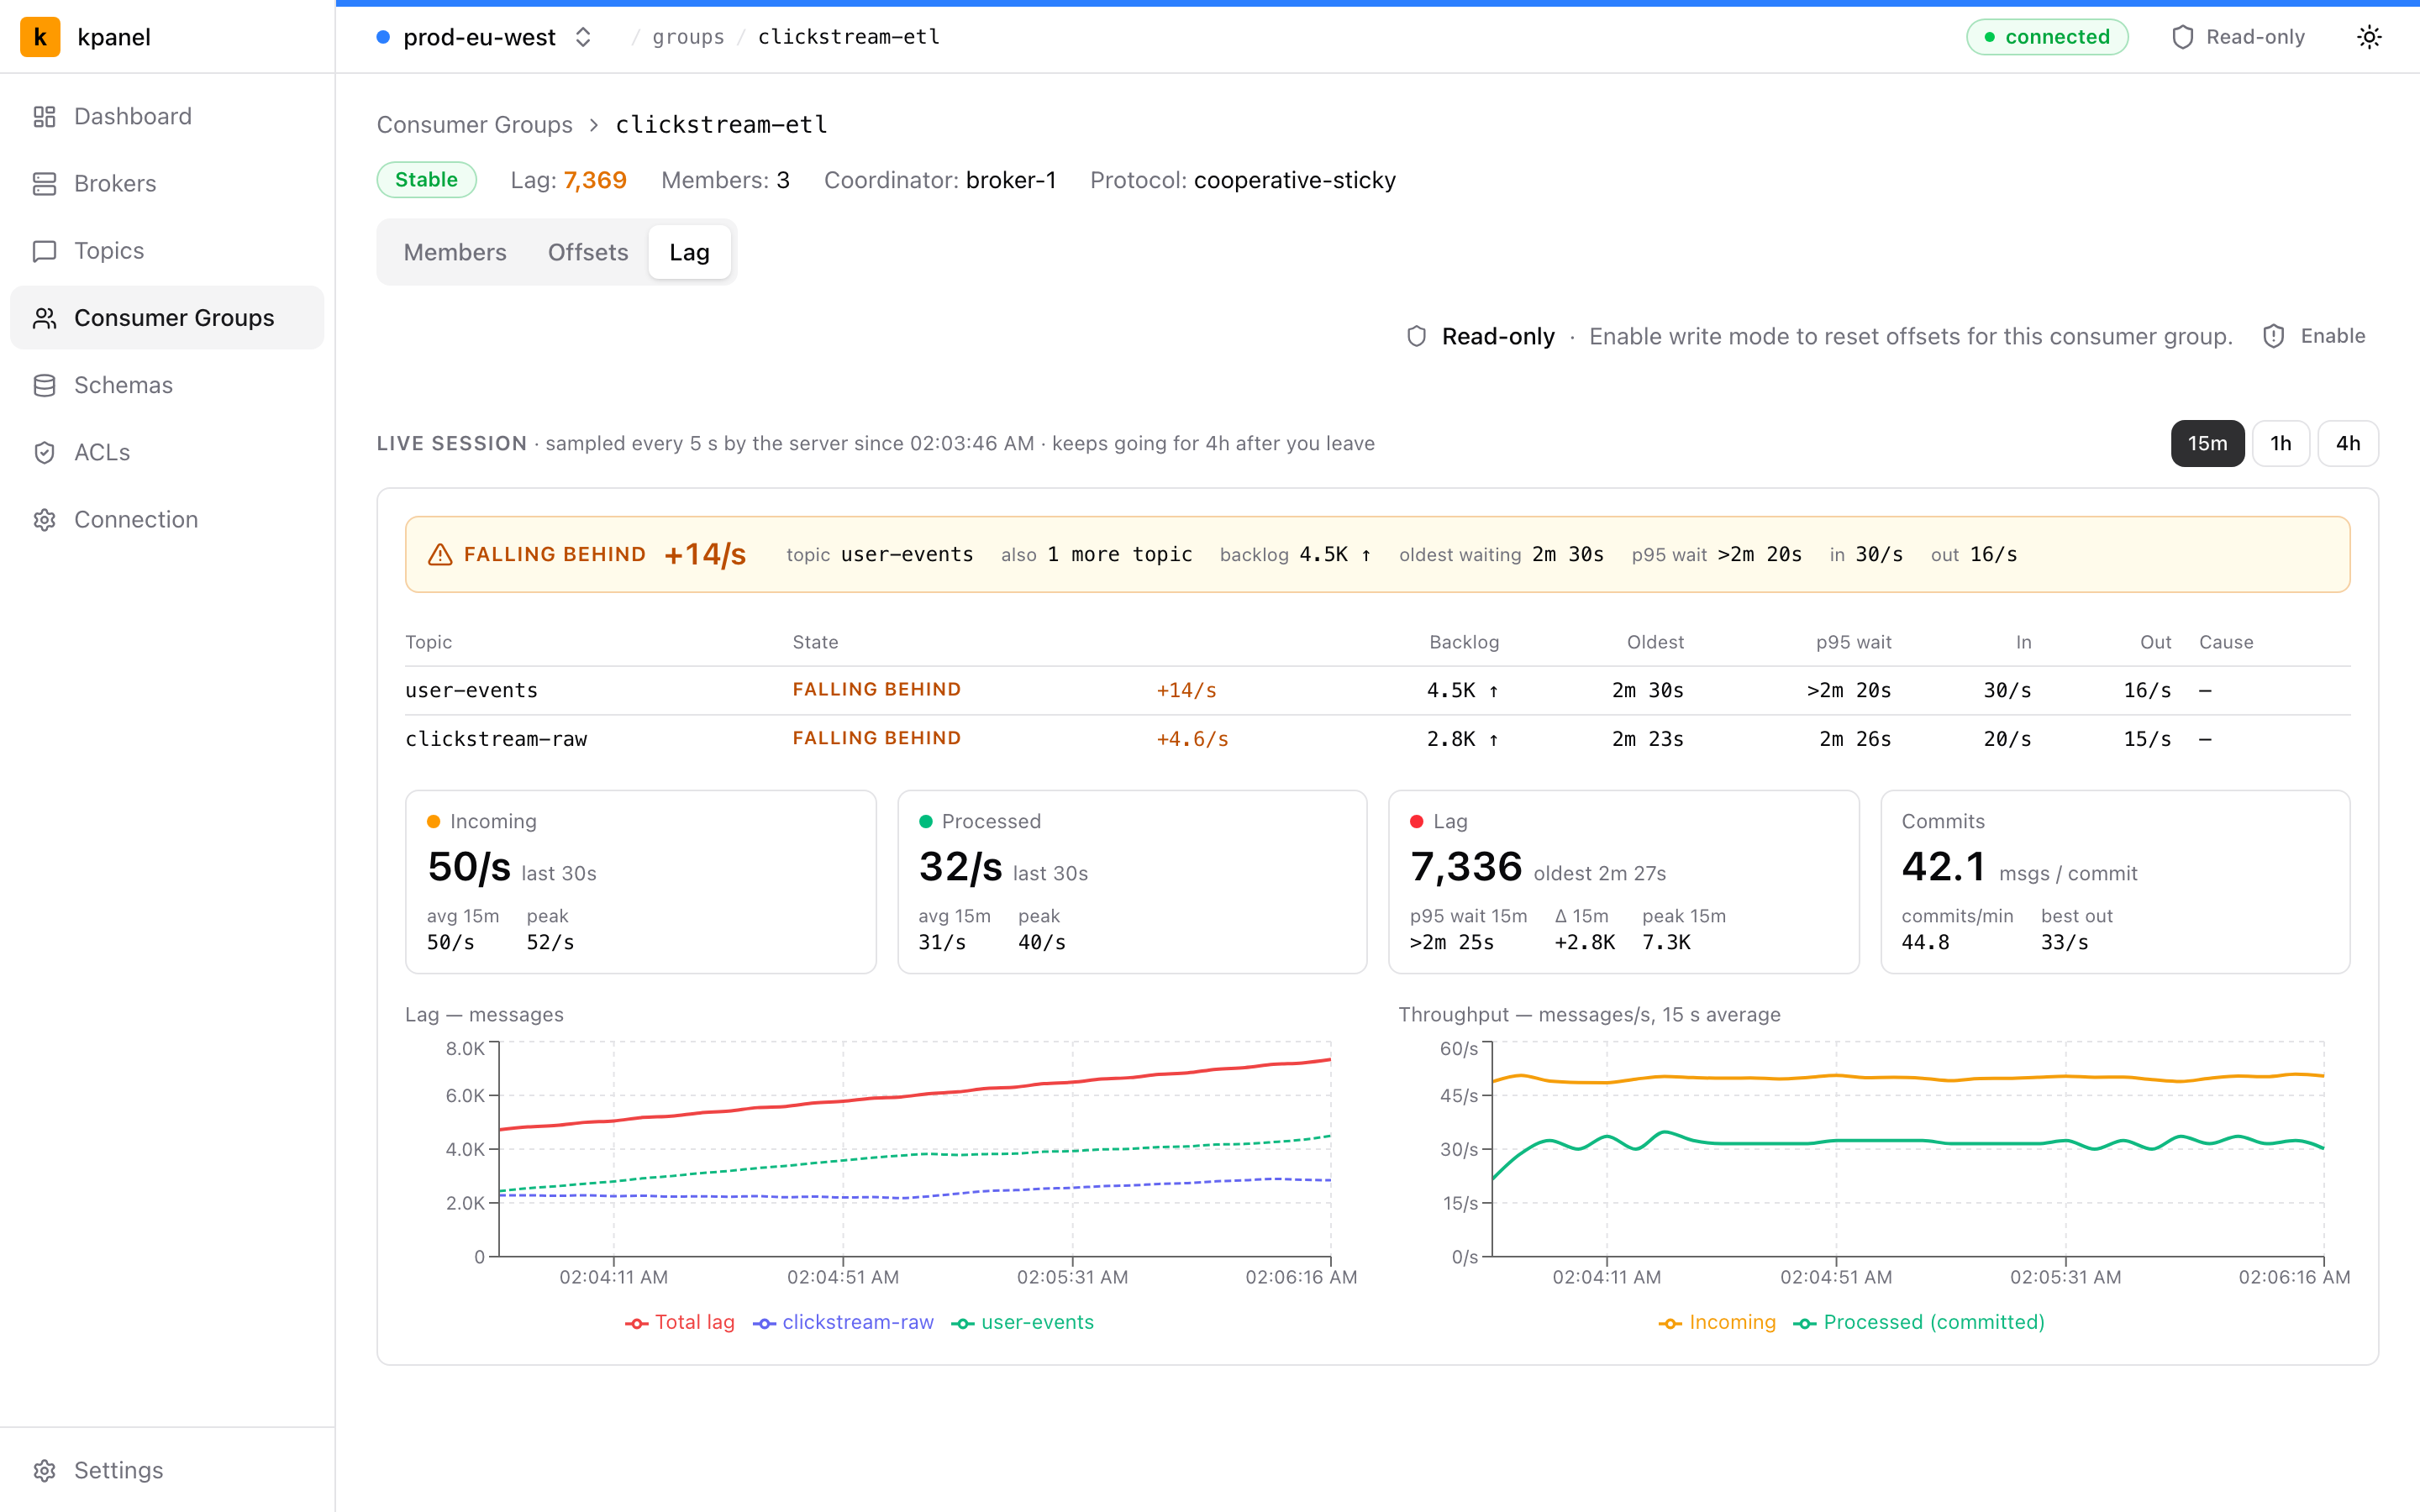 k kpanel
prod-eu-west / groups / clickstream-etl
connected
Read-only
Dashboard
Brokers
Topics
Consumer Groups
Schemas
ACLs
Connection
Settings
Consumer Groups > clickstream-etl
Stable Lag: 7,369 Members: 3 Coordinator: broker-1 Protocol: cooperative-sticky
Members Offsets Lag
Read-only · Enable write mode to reset offsets for this consumer group. Enable
LIVE SESSION · sampled every 5 s by the server since 02:03:46 AM · keeps going for 4h after you leave
15m 1h 4h
FALLING BEHIND +14/s topic user-events also 1 more topic backlog 4.5K ↑ oldest waiting 2m 30s p95 wait >2m 20s in 30/s out 16/s
Topic State Backlog Oldest p95 wait In Out Cause
user-events FALLING BEHIND +14/s 4.5K ↑ 2m 30s >2m 20s 30/s 16/s —
clickstream-raw FALLING BEHIND +4.6/s 2.8K ↑ 2m 23s 2m 26s 20/s 15/s —
Incoming
50/s last 30s
avg 15m peak
50/s 52/s
Processed
32/s last 30s
avg 15m peak
31/s 40/s
Lag
7,336 oldest 2m 27s
p95 wait 15m Δ 15m peak 15m
>2m 25s +2.8K 7.3K
Commits
42.1 msgs / commit
commits/min best out
44.8 33/s
Lag — messages
8.0K
6.0K
4.0K
2.0K
0
02:04:11 AM 02:04:51 AM 02:05:31 AM 02:06:16 AM
Total lag clickstream-raw user-events
Throughput — messages/s, 15 s average
60/s
45/s
30/s
15/s
0/s
02:04:11 AM 02:04:51 AM 02:05:31 AM 02:06:16 AM
Incoming Processed (committed)